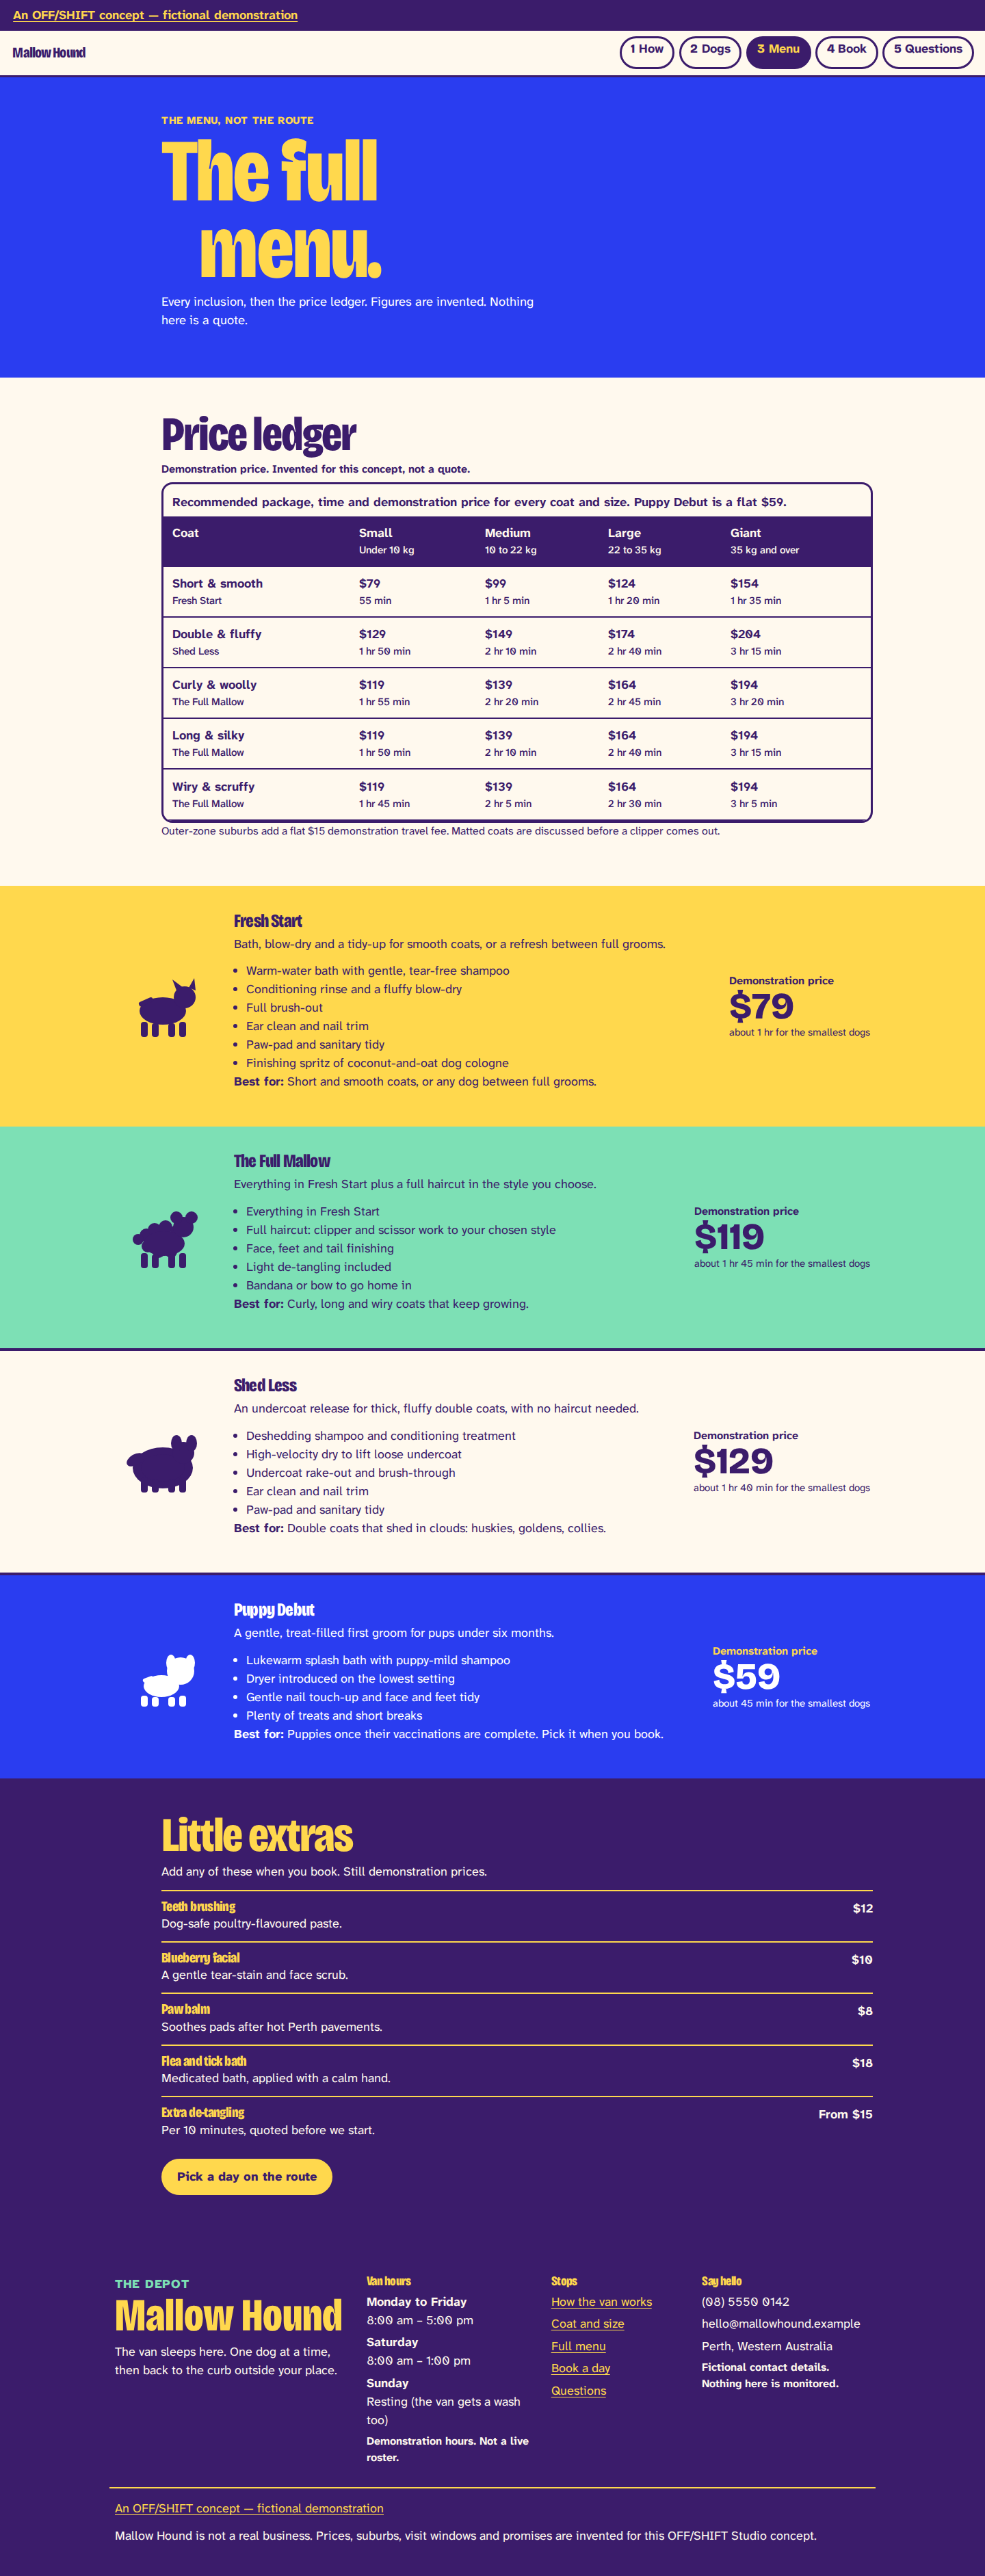 An OFF/SHIFT concept — fictional demonstration
Mallow Hound
1 How
2 Dogs
3 Menu
4 Book
5 Questions
THE MENU, NOT THE ROUTE
The full
menu.
Every inclusion, then the price ledger. Figures are invented. Nothing
here is a quote.
Price ledger
Demonstration price. Invented for this concept, not a quote.
Recommended package, time and demonstration price for every coat and size. Puppy Debut is a flat $59.
Coat Small Medium Large Giant
Under 10 kg 10 to 22 kg 22 to 35 kg 35 kg and over
Short & smooth $79 $99 $124 $154
Fresh Start 55 min 1 hr 5 min 1 hr 20 min 1 hr 35 min
Double & fluffy $129 $149 $174 $204
Shed Less 1 hr 50 min 2 hr 10 min 2 hr 40 min 3 hr 15 min
Curly & woolly $119 $139 $164 $194
The Full Mallow 1 hr 55 min 2 hr 20 min 2 hr 45 min 3 hr 20 min
Long & silky $119 $139 $164 $194
The Full Mallow 1 hr 50 min 2 hr 10 min 2 hr 40 min 3 hr 15 min
Wiry & scruffy $119 $139 $164 $194
The Full Mallow 1 hr 45 min 2 hr 5 min 2 hr 30 min 3 hr 5 min
Outer-zone suburbs add a flat $15 demonstration travel fee. Matted coats are discussed before a clipper comes out.
Fresh Start
Bath, blow-dry and a tidy-up for smooth coats, or a refresh between full grooms.
• Warm-water bath with gentle, tear-free shampoo
• Conditioning rinse and a fluffy blow-dry
• Full brush-out
• Ear clean and nail trim
• Paw-pad and sanitary tidy
• Finishing spritz of coconut-and-oat dog cologne
Best for: Short and smooth coats, or any dog between full grooms.
Demonstration price
$79
about 1 hr for the smallest dogs
The Full Mallow
Everything in Fresh Start plus a full haircut in the style you choose.
• Everything in Fresh Start
• Full haircut: clipper and scissor work to your chosen style
• Face, feet and tail finishing
• Light de-tangling included
• Bandana or bow to go home in
Best for: Curly, long and wiry coats that keep growing.
Demonstration price
$119
about 1 hr 45 min for the smallest dogs
Shed Less
An undercoat release for thick, fluffy double coats, with no haircut needed.
• Deshedding shampoo and conditioning treatment
• High-velocity dry to lift loose undercoat
• Undercoat rake-out and brush-through
• Ear clean and nail trim
• Paw-pad and sanitary tidy
Best for: Double coats that shed in clouds: huskies, goldens, collies.
Demonstration price
$129
about 1 hr 40 min for the smallest dogs
Puppy Debut
A gentle, treat-filled first groom for pups under six months.
• Lukewarm splash bath with puppy-mild shampoo
• Dryer introduced on the lowest setting
• Gentle nail touch-up and face and feet tidy
• Plenty of treats and short breaks
Best for: Puppies once their vaccinations are complete. Pick it when you book.
Demonstration price
$59
about 45 min for the smallest dogs
Little extras
Add any of these when you book. Still demonstration prices.
Teeth brushing $12
Dog-safe poultry-flavoured paste.
Blueberry facial $10
A gentle tear-stain and face scrub.
Paw balm $8
Soothes pads after hot Perth pavements.
Flea and tick bath $18
Medicated bath, applied with a calm hand.
Extra de-tangling From $15
Per 10 minutes, quoted before we start.
Pick a day on the route
THE DEPOT
Mallow Hound
The van sleeps here. One dog at a time,
then back to the curb outside your place.
Van hours
Monday to Friday
8:00 am – 5:00 pm
Saturday
8:00 am – 1:00 pm
Sunday
Resting (the van gets a wash
too)
Demonstration hours. Not a live
roster.
Stops
How the van works
Coat and size
Full menu
Book a day
Questions
Say hello
(08) 5550 0142
hello@mallowhound.example
Perth, Western Australia
Fictional contact details.
Nothing here is monitored.
An OFF/SHIFT concept — fictional demonstration
Mallow Hound is not a real business. Prices, suburbs, visit windows and promises are invented for this OFF/SHIFT Studio concept.